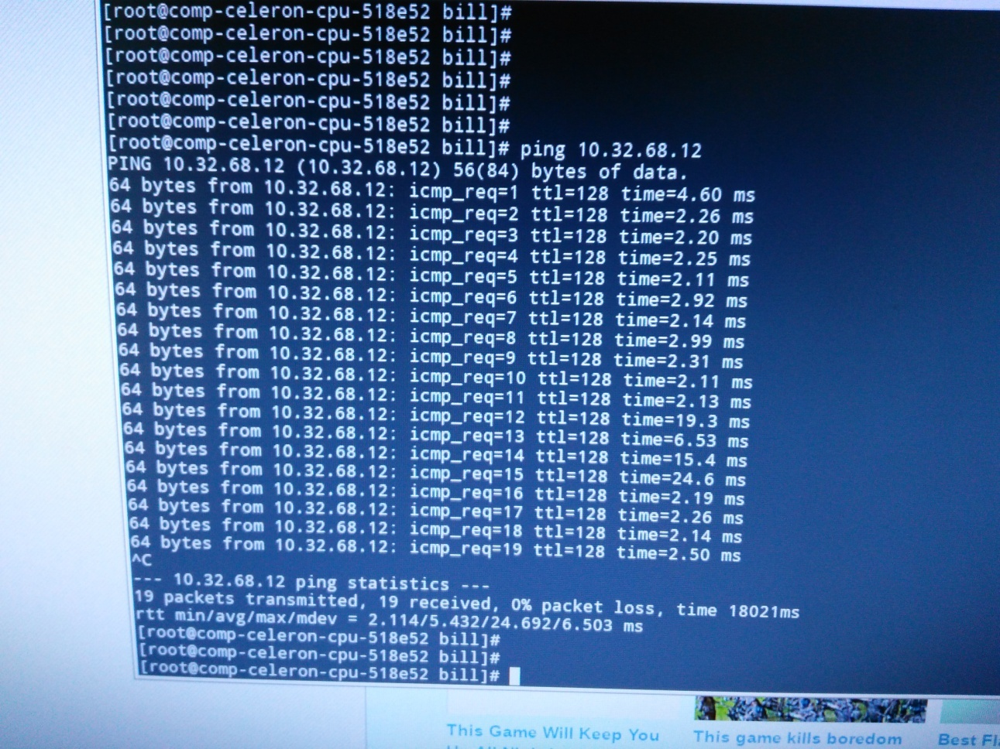 [root@comp-celeron-cpu-518e52 bill]#
[root@comp-celeron-cpu-518e52 bill]#
[root@comp-celeron-cpu-518e52 bill]#
[root@comp-celeron-cpu-518e52 bill]#
[root@comp-celeron-cpu-518e52 bill]#
[root@comp-celeron-cpu-518e52 bill]#
[root@comp-celeron-cpu-518e52 bill]# ping 10.32.68.12
PING 10.32.68.12 (10.32.68.12) 56(84) bytes of data.
64 bytes from 10.32.68.12: icmp_req=1 ttl=128 time=4.60 ms
64 bytes from 10.32.68.12: icmp_req=2 ttl=128 time=2.26 ms
64 bytes from 10.32.68.12: icmp_req=3 ttl=128 time=2.20 ms
64 bytes from 10.32.68.12: icmp_req=4 ttl=128 time=2.25 ms
64 bytes from 10.32.68.12: icmp_req=5 ttl=128 time=2.11 ms
64 bytes from 10.32.68.12: icmp_req=6 ttl=128 time=2.92 ms
64 bytes from 10.32.68.12: icmp_req=7 ttl=128 time=2.14 ms
64 bytes from 10.32.68.12: icmp_req=8 ttl=128 time=2.99 ms
64 bytes from 10.32.68.12: icmp_req=9 ttl=128 time=2.31 ms
64 bytes from 10.32.68.12: icmp_req=10 ttl=128 time=2.11 ms
64 bytes from 10.32.68.12: icmp_req=11 ttl=128 time=2.13 ms
64 bytes from 10.32.68.12: icmp_req=12 ttl=128 time=19.3 ms
64 bytes from 10.32.68.12: icmp_req=13 ttl=128 time=6.53 ms
64 bytes from 10.32.68.12: icmp_req=14 ttl=128 time=15.4 ms
64 bytes from 10.32.68.12: icmp_req=15 ttl=128 time=24.6 ms
64 bytes from 10.32.68.12: icmp_req=16 ttl=128 time=2.19 ms
64 bytes from 10.32.68.12: icmp_req=17 ttl=128 time=2.26 ms
64 bytes from 10.32.68.12: icmp_req=18 ttl=128 time=2.14 ms
64 bytes from 10.32.68.12: icmp_req=19 ttl=128 time=2.50 ms
^C
--- 10.32.68.12 ping statistics ---
19 packets transmitted, 19 received, 0% packet loss, time 18021ms
rtt min/avg/max/mdev = 2.114/5.432/24.692/6.503 ms
[root@comp-celeron-cpu-518e52 bill]#
[root@comp-celeron-cpu-518e52 bill]#
[root@comp-celeron-cpu-518e52 bill]#
This Game Will Keep You
This game kills boredom
Best